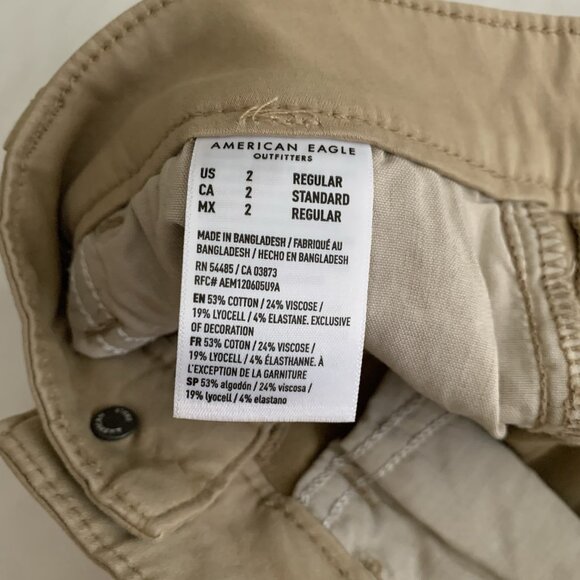 AMERICAN EAGLE
OUTFITTERS
US 2 REGULAR
CA 2 STANDARD
MX 2 REGULAR
MADE IN BANGLADESH / FABRIQUÉ AU
BANGLADESH / HECHO EN BANGLADESH
RN 54485 / CA 03873
RFC# AEM120605U9A
EN 53% COTTON / 24% VISCOSE /
19% LYOCELL / 4% ELASTANE. EXCLUSIVE
OF DECORATION
FR 53% COTON / 24% VISCOSE /
19% LYOCELL / 4% ÉLASTHANNE. À
L'EXCEPTION DE LA GARNITURE
SP 53% algodón / 24% viscosa /
19% lyocell / 4% elastano